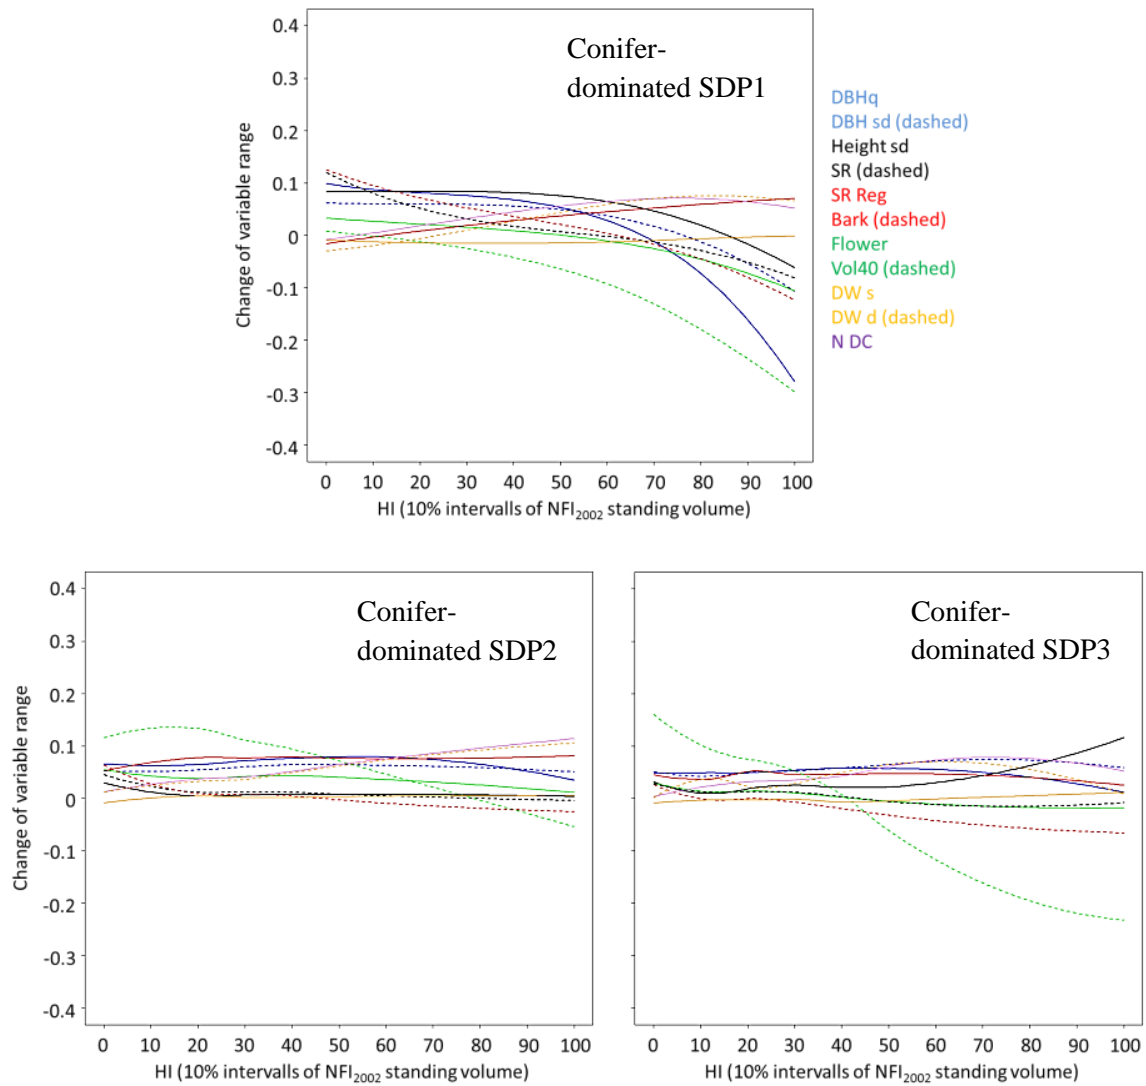 0.4
0.3
0.2
0.1
0
-0.1
-0.2
-0.3
-0.4
Change of variable range
Conifer-
dominated SDP1
0 10 20 30 40 50 60 70 80 90 100
HI (10% intervalls of NFI₂₀₀₂ standing volume)
DBHq
DBH sd (dashed)
Height sd
SR (dashed)
SR Reg
Bark (dashed)
Flower
Vol40 (dashed)
DW s
DW d (dashed)
N DC
0.4
0.3
0.2
0.1
0
-0.1
-0.2
-0.3
-0.4
Change of variable range
Conifer-
dominated SDP2
0 10 20 30 40 50 60 70 80 90 100
HI (10% intervalls of NFI₂₀₀₂ standing volume)
Conifer-
dominated SDP3
0 10 20 30 40 50 60 70 80 90 100
HI (10% intervalls of NFI₂₀₀₂ standing volume)